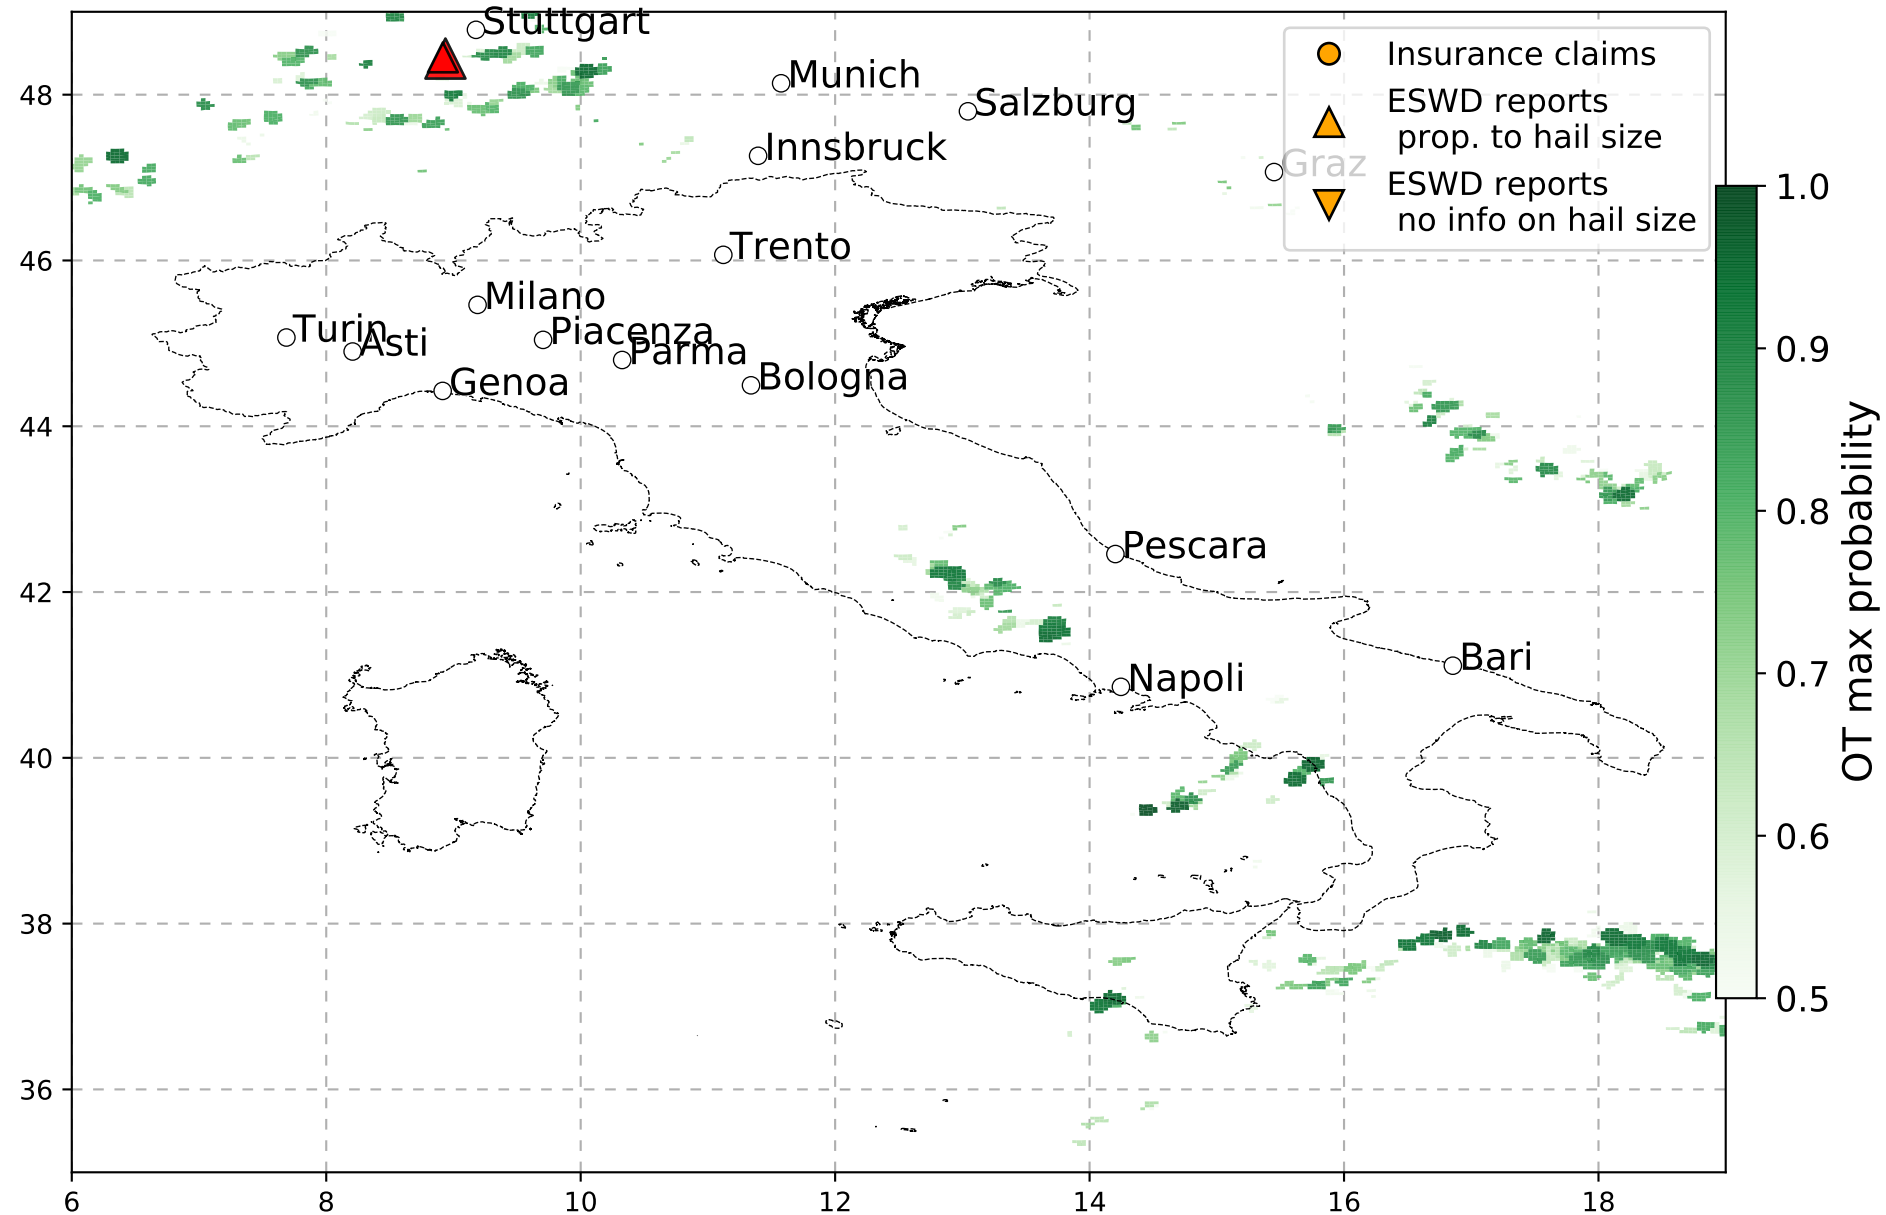 Stuttgart
Munich
Salzburg
Innsbruck
Graz
Trento
Milano
Turin
Asti
Piacenza
Parma
Genoa
Bologna
Pescara
Napoli
Bari
Insurance claims
ESWD reports
prop. to hail size
ESWD reports
no info on hail size
48
46
44
42
40
38
36
6
8
10
12
14
16
18
1.0
0.9
0.8
0.7
0.6
0.5
OT max probability